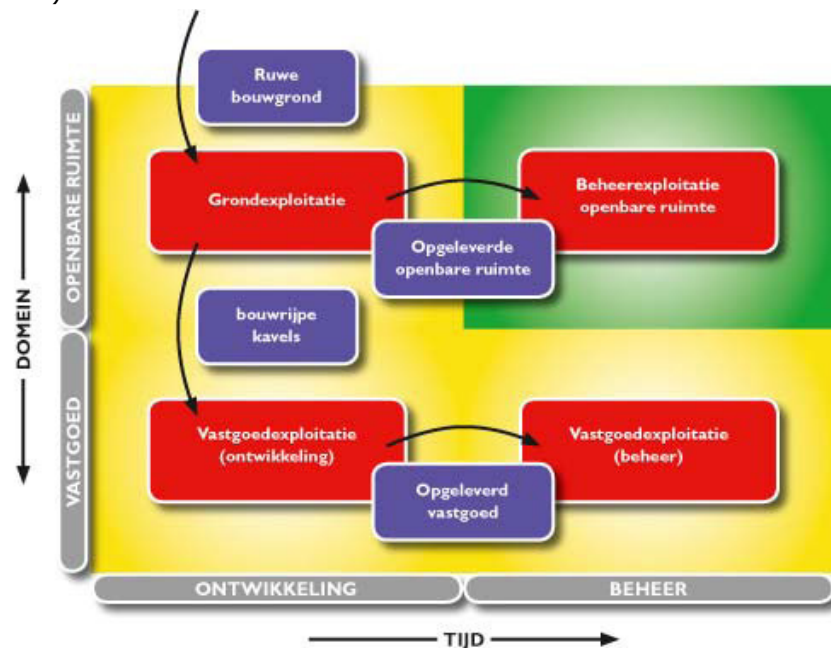 )
Ruwe
bouwgrond
Grondexploitatie
Beheerexploitatie
openbare ruimte
Opgeleverde
openbare ruimte
bouwrijpe
kavels
Vastgoedexploitatie
(ontwikkeling)
Vastgoedexploitatie
(beheer)
Opgeleverd
vastgoed
DOMEIN
OPENBARE RUIMTE
VASTGOED
ONTWIKKELING
BEHEER
TIJD